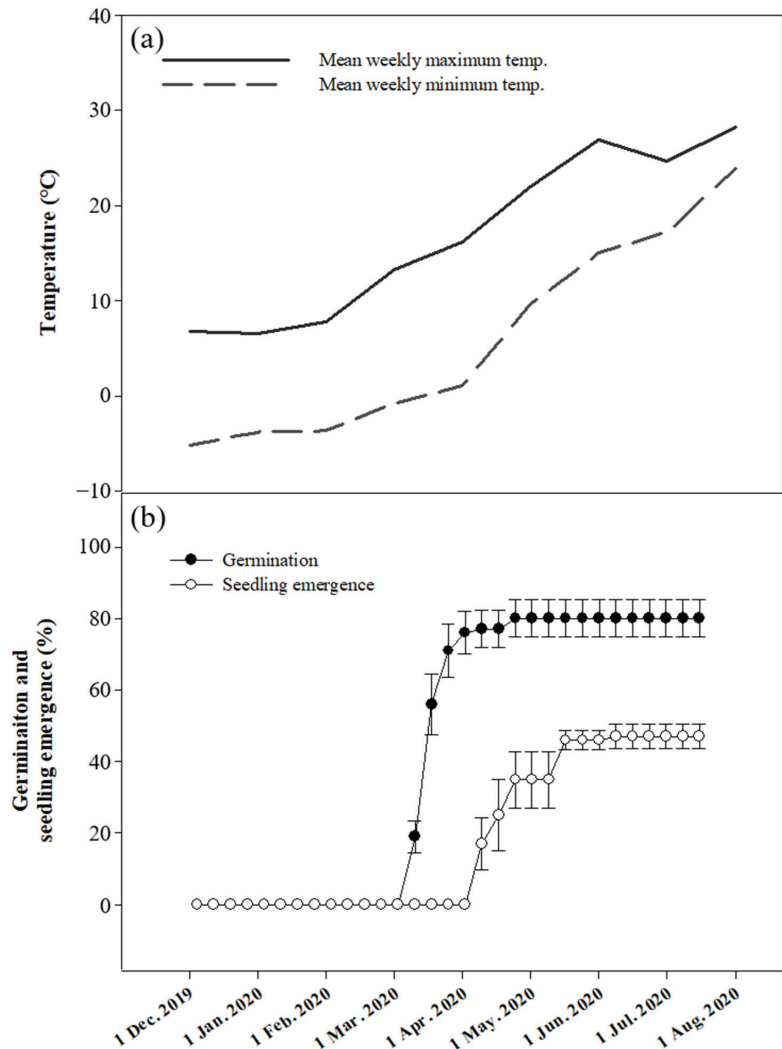 (a)
Mean weekly maximum temp.
Mean weekly minimum temp.
40
30
20
10
0
−10
Temperature (°C)
(b)
Germination
Seedling emergence
100
80
60
40
20
0
Germinaiton and
seedling emergence (%)
1 Dec. 2019
1 Jan. 2020
1 Feb. 2020
1 Mar. 2020
1 Apr. 2020
1 May. 2020
1 Jun. 2020
1 Jul. 2020
1 Aug. 2020